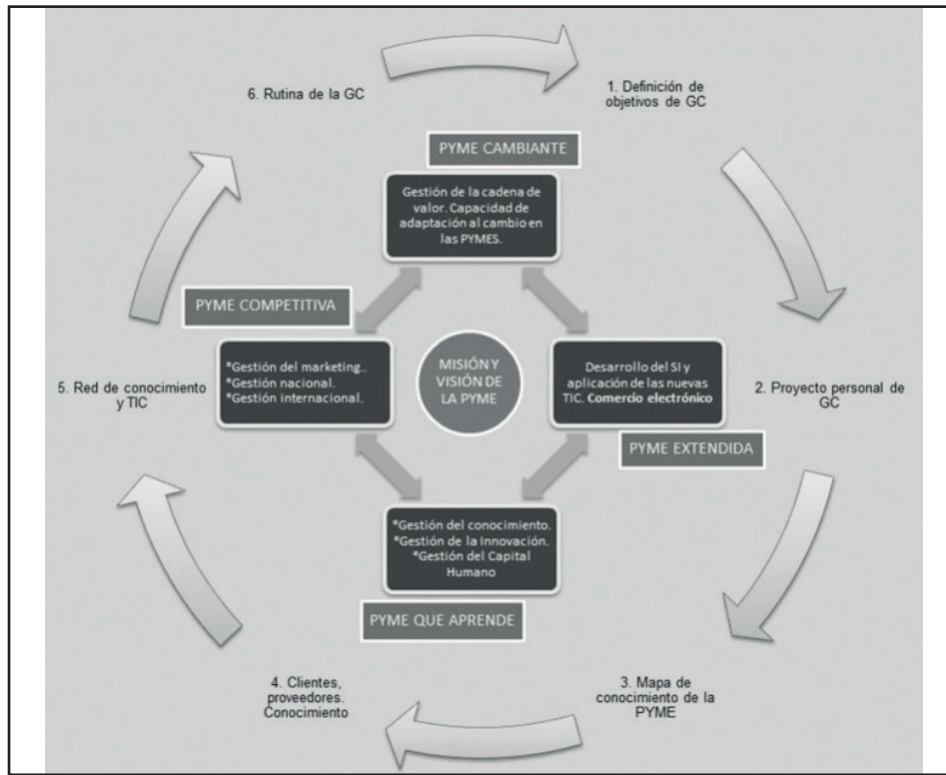 6. Rutina de la GC
1. Definición de
objetivos de GC
PYME CAMBIANTE
Gestión de la cadena de
valor. Capacidad de
adaptación al cambio en
las PYMES.
PYME COMPETITIVA
*Gestión del marketing..
*Gestión nacional.
*Gestión internacional.
MISIÓN Y
VISIÓN DE
LA PYME
Desarrollo del SI y
aplicación de las nuevas
TIC. Comercio electrónico
5. Red de conocimiento
y TIC
2. Proyecto personal de
GC
PYME EXTENDIDA
*Gestión del conocimiento.
*Gestión de la Innovación.
*Gestión del Capital
Humano
PYME QUE APRENDE
4. Clientes,
proveedores.
Conocimiento
3. Mapa de
conocimiento de la
PYME